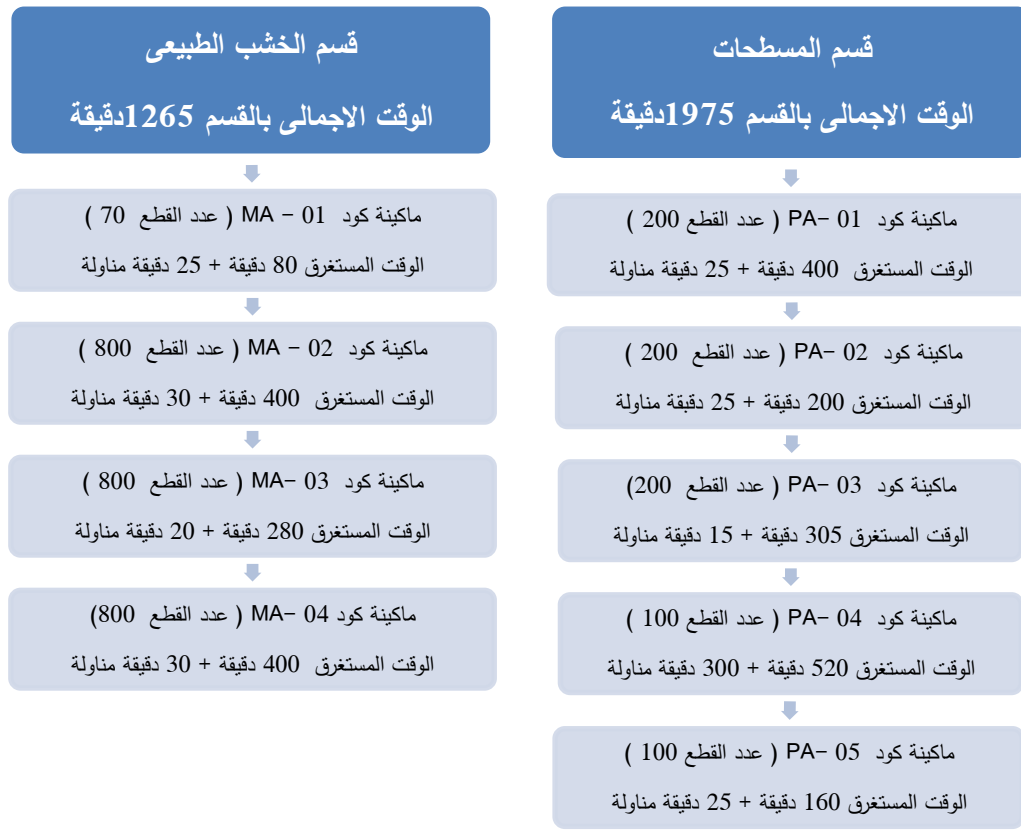 قسم المسطحات
الوقت الاجمالى بالقسم 1975دقيقة
ماكينة كود PA- 01 ( عدد القطع 200 )
الوقت المستغرق 400 دقيقة + 25 دقيقة مناولة
ماكينة كود PA- 02 ( عدد القطع 200 )
الوقت المستغرق 200 دقيقة + 25 دقبقة مناولة
ماكينة كود PA- 03 ( عدد القطع 200)
الوقت المستغرق 305 دقيقة + 15 دقيقة مناولة
ماكينة كود PA- 04 ( عدد القطع 100 )
الوقت المستغرق 520 دقيقة + 300 دقيقة مناولة
ماكينة كود PA- 05 ( عدد القطع 100 )
الوقت المستغرق 160 دقيقة + 25 دقيقة مناولة
قسم الخشب الطبيعى
الوقت الاجمالى بالقسم 1265دقيقة
ماكينة كود MA - 01 ( عدد القطع 70 )
الوقت المستغرق 80 دقيقة + 25 دقيقة مناولة
ماكينة كود MA - 02 ( عدد القطع 800 )
الوقت المستغرق 400 دقيقة + 30 دقيقة مناولة
ماكينة كود MA- 03 ( عدد القطع 800 )
الوقت المستغرق 280 دقيقة + 20 دقيقة مناولة
ماكينة كود MA- 04 ( عدد القطع 800)
الوقت المستغرق 400 دقيقة + 30 دقيقة مناولة